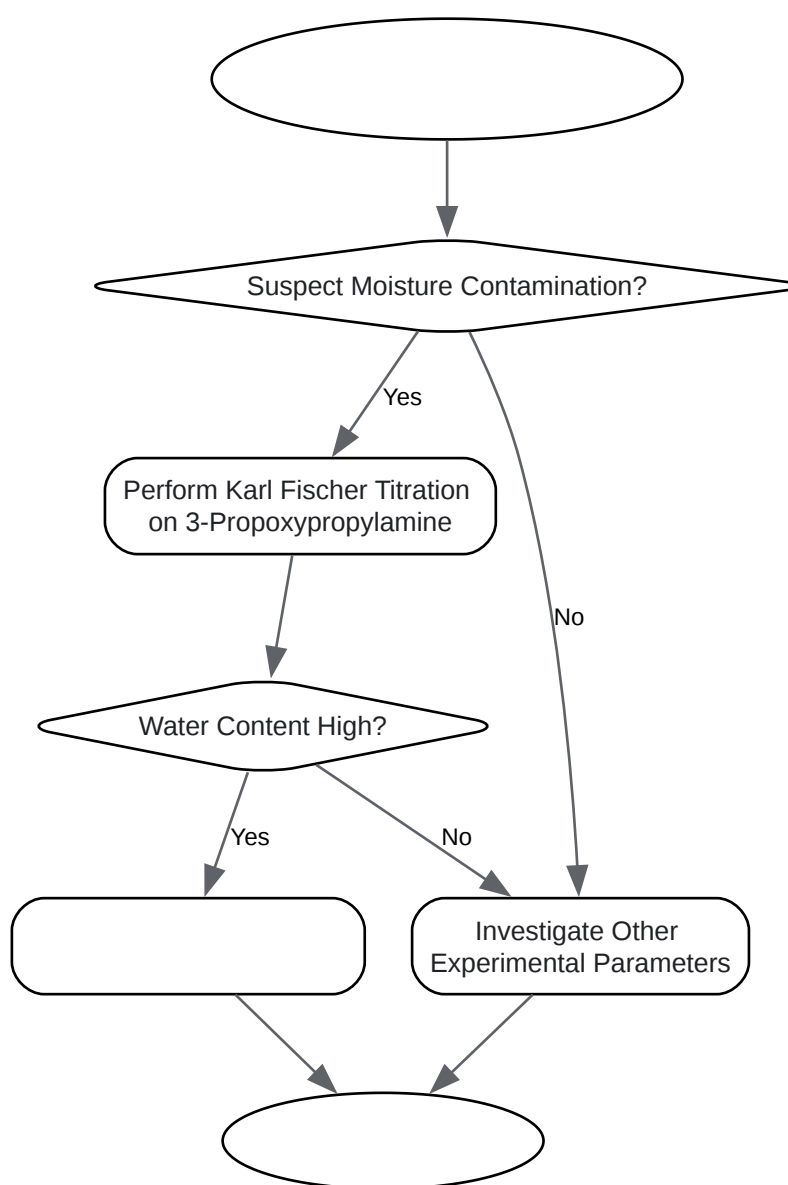 Suspect Moisture Contamination?
Yes
Perform Karl Fischer Titration
on 3-Propoxypropylamine
No
Water Content High?
Yes
No
Investigate Other
Experimental Parameters